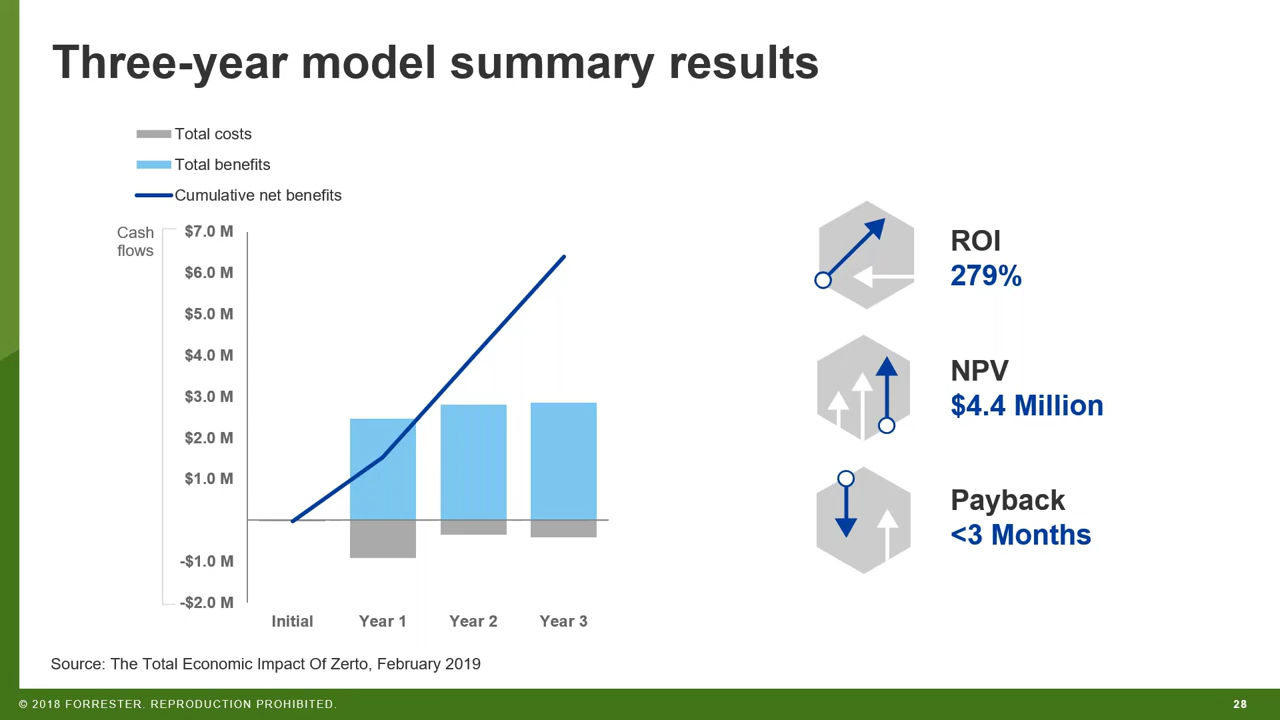 Three-year model summary results
Total costs
Total benefits
Cumulative net benefits
Cash
flows
$7.0 M
$6.0 M
$5.0 M
$4.0 M
$3.0 M
$2.0 M
$1.0 M
-$1.0 M
-$2.0 M
Initial Year 1 Year 2 Year 3
ROI
279%
NPV
$4.4 Million
Payback
<3 Months
Source: The Total Economic Impact Of Zerto, February 2019
© 2018 FORRESTER. REPRODUCTION PROHIBITED. 28